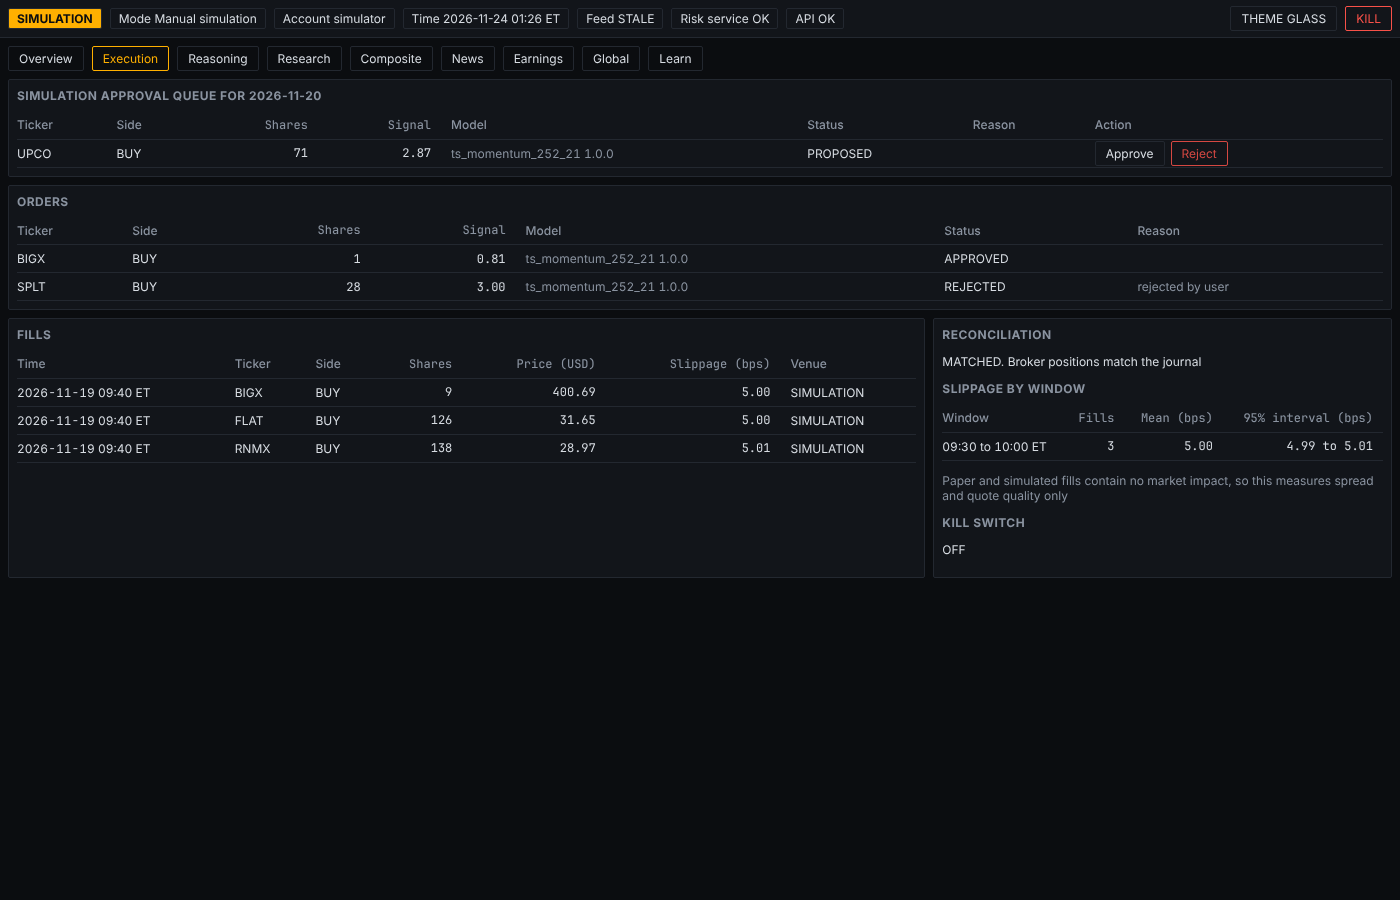 SIMULATION Mode Manual simulation Account simulator Time 2026-11-24 01:26 ET Feed STALE Risk service OK API OK THEME GLASS KILL
Overview Execution Reasoning Research Composite News Earnings Global Learn
SIMULATION APPROVAL QUEUE FOR 2026-11-20
Ticker Side Shares Signal Model Status Reason Action
UPCO BUY 71 2.87 ts_momentum_252_21 1.0.0 PROPOSED Approve Reject
ORDERS
Ticker Side Shares Signal Model Status Reason
BIGX BUY 1 0.81 ts_momentum_252_21 1.0.0 APPROVED
SPLT BUY 28 3.00 ts_momentum_252_21 1.0.0 REJECTED rejected by user
FILLS
Time Ticker Side Shares Price (USD) Slippage (bps) Venue
2026-11-19 09:40 ET BIGX BUY 9 400.69 5.00 SIMULATION
2026-11-19 09:40 ET FLAT BUY 126 31.65 5.00 SIMULATION
2026-11-19 09:40 ET RNMX BUY 138 28.97 5.01 SIMULATION
RECONCILIATION
MATCHED. Broker positions match the journal
SLIPPAGE BY WINDOW
Window Fills Mean (bps) 95% interval (bps)
09:30 to 10:00 ET 3 5.00 4.99 to 5.01
Paper and simulated fills contain no market impact, so this measures spread
and quote quality only
KILL SWITCH
OFF